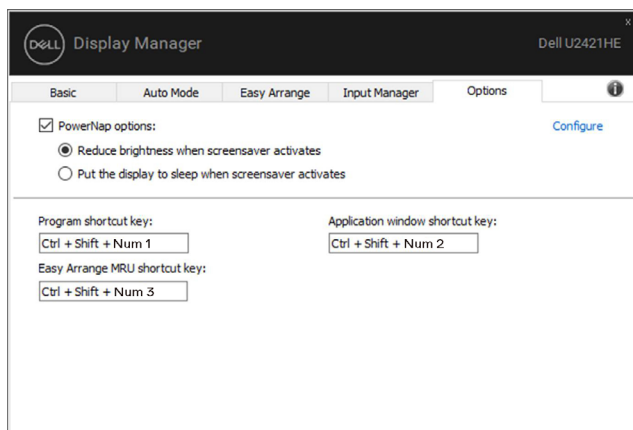 DELL Display Manager
Dell U2421HE
x
Basic Auto Mode Easy Arrange Input Manager Options
PowerNap options:
Configure
Reduce brightness when screensaver activates
Put the display to sleep when screensaver activates
Program shortcut key:
Application window shortcut key:
Ctrl + Shift + Num 1
Ctrl + Shift + Num 2
Easy Arrange MRU shortcut key:
Ctrl + Shift + Num 3